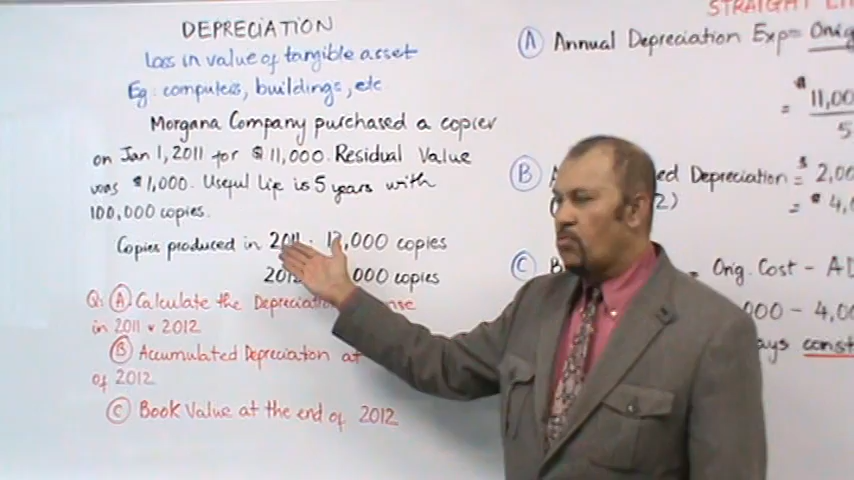 DEPRECIATION
Loss in value of tangible asset
Eg: computers, buildings, etc
Morgana Company purchased a copier
on Jan 1, 2011 for $11,000. Residual Value
was $1,000. Useful life is 5 years with
100,000 copies.
Copies produced in 2011 : 12,000 copies
2012 000 copies
Q: (A) Calculate the Depreciation
in 2011 & 2012
(B) Accumulated Depreciation at
of 2012
(C) Book Value at the end of 2012
STRAIGHT
(A) Annual Depreciation Exp =
= $11,00
5
(B) Depreciation = $2,00
2) = $4,0
(C) = Orig. Cost - AD
000 - 4,00